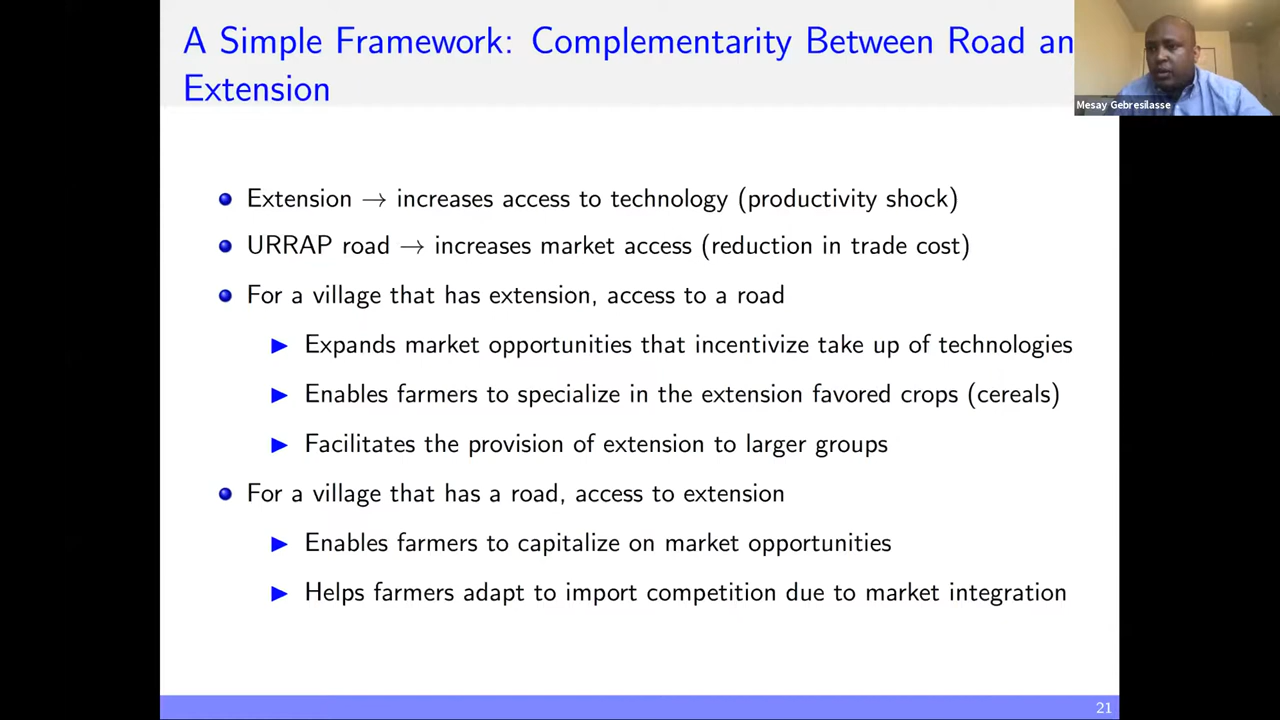 A Simple Framework: Complementarity Between Road an
Extension
Mesay Gebresilasse
Extension → increases access to technology (productivity shock)
URRAP road → increases market access (reduction in trade cost)
For a village that has extension, access to a road
Expands market opportunities that incentivize take up of technologies
Enables farmers to specialize in the extension favored crops (cereals)
Facilitates the provision of extension to larger groups
For a village that has a road, access to extension
Enables farmers to capitalize on market opportunities
Helps farmers adapt to import competition due to market integration
21